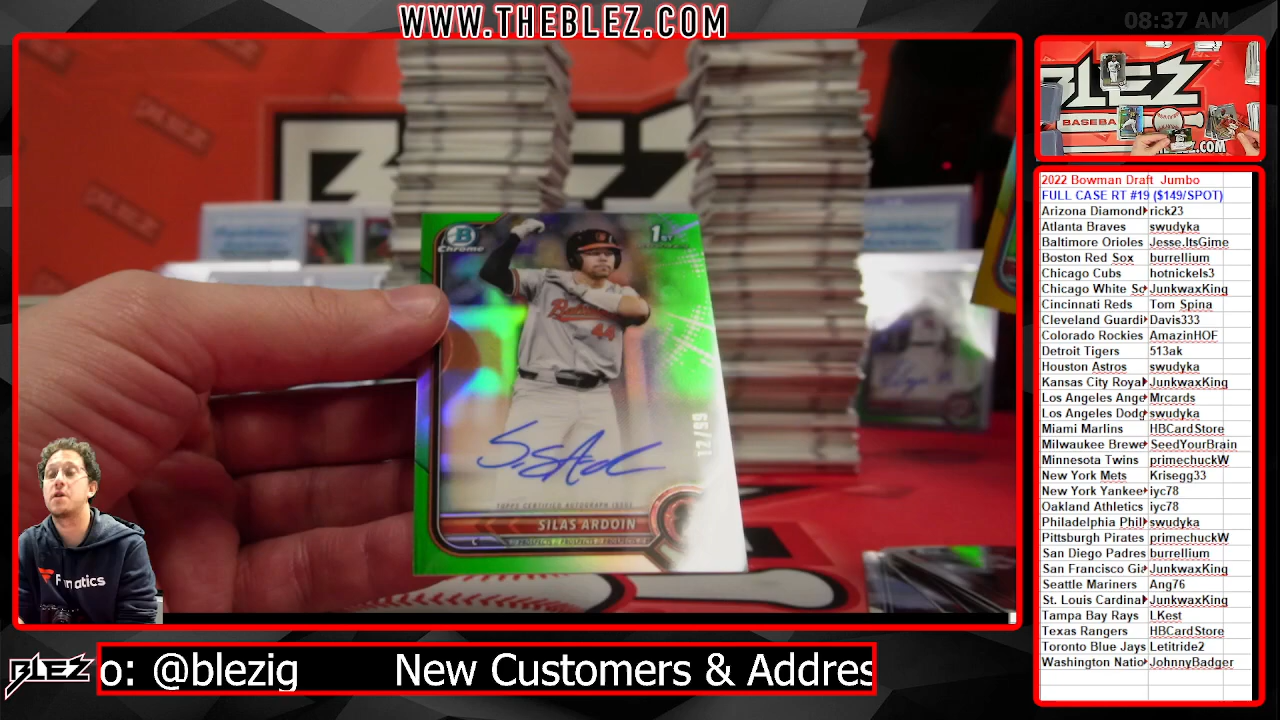 WWW.THEBLEZ.COM
08:37 AM
BLEZ
BASEBA
.COM
Chrome
1ST
44
12/99
TOPPS CERTIFIED AUTOGRAPH ISSUE
SILAS ARDOIN
C
PROSPECTS
2022 Bowman Draft Jumbo
FULL CASE RT #19 ($149/SPOT)
Arizona Diamond rick23
Atlanta Braves swudyka
Baltimore Orioles Jesse.ItsGime
Boston Red Sox burrellium
Chicago Cubs hotnickels3
Chicago White So JunkwaxKing
Cincinnati Reds Tom Spina
Cleveland Guardi Davis333
Colorado Rockies AmazinHOF
Detroit Tigers 513ak
Houston Astros swudyka
Kansas City Royal JunkwaxKing
Los Angeles Ange Mrcards
Los Angeles Dodg swudyka
Miami Marlins HBCardStore
Milwaukee Brewe SeedYourBrain
Minnesota Twins primechuckW
New York Mets Krisegg33
New York Yankee iyc78
Oakland Athletics iyc78
Philadelphia Phil swudyka
Pittsburgh Pirates primechuckW
San Diego Padres burrellium
San Francisco Gia JunkwaxKing
Seattle Mariners Ang76
St. Louis Cardinal JunkwaxKing
Tampa Bay Rays LKest
Texas Rangers HBCardStore
Toronto Blue Jays Letitride2
Washington Natio JohnnyBadger
BLEZ
o: @blezig New Customers & Addres